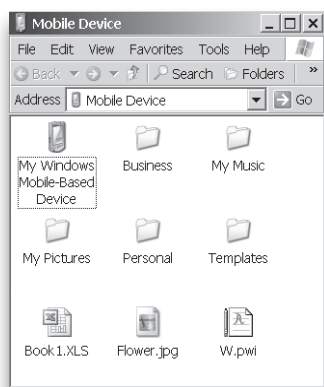 Mobile Device
File Edit View Favorites Tools Help
Back Search Folders »
Address Mobile Device Go
My Windows Mobile-Based Device Business My Music
My Pictures Personal Templates
Book1.XLS Flower.jpg W.pwi